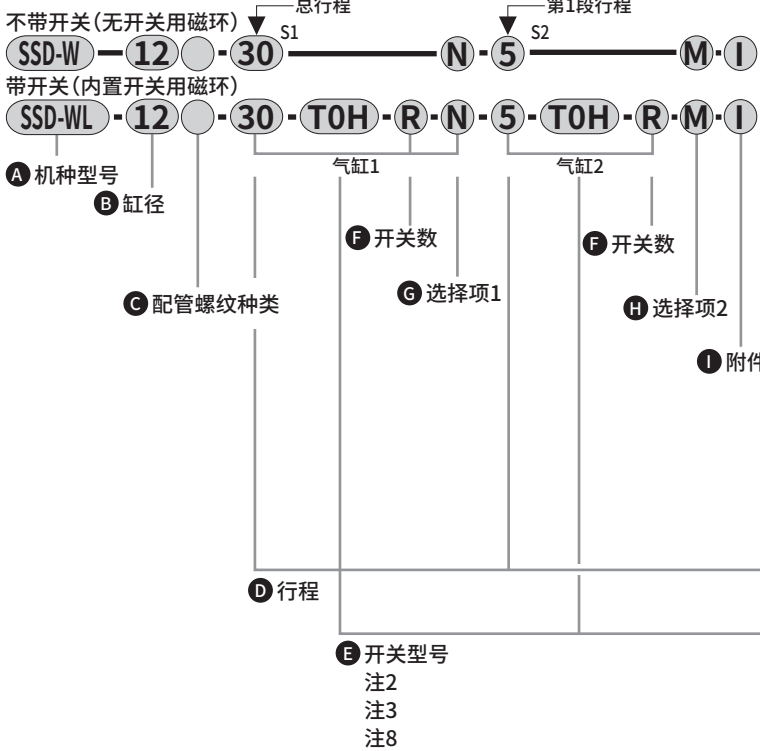 总行程
第1段行程
不带开关（无开关用磁环）
SSD-W 12 30 S1 N - 5 S2 M - I
带开关（内置开关用磁环）
SSD-WL - 12 - 30 - T0H - R - N - 5 - T0H - R - M - I
气缸1
气缸2
A 机种型号
B 缸径
F 开关数
F 开关数
G 选择项1
C 配管螺纹种类
H 选择项2
I 附件
D 行程
E 开关型号
注2
注3
注8